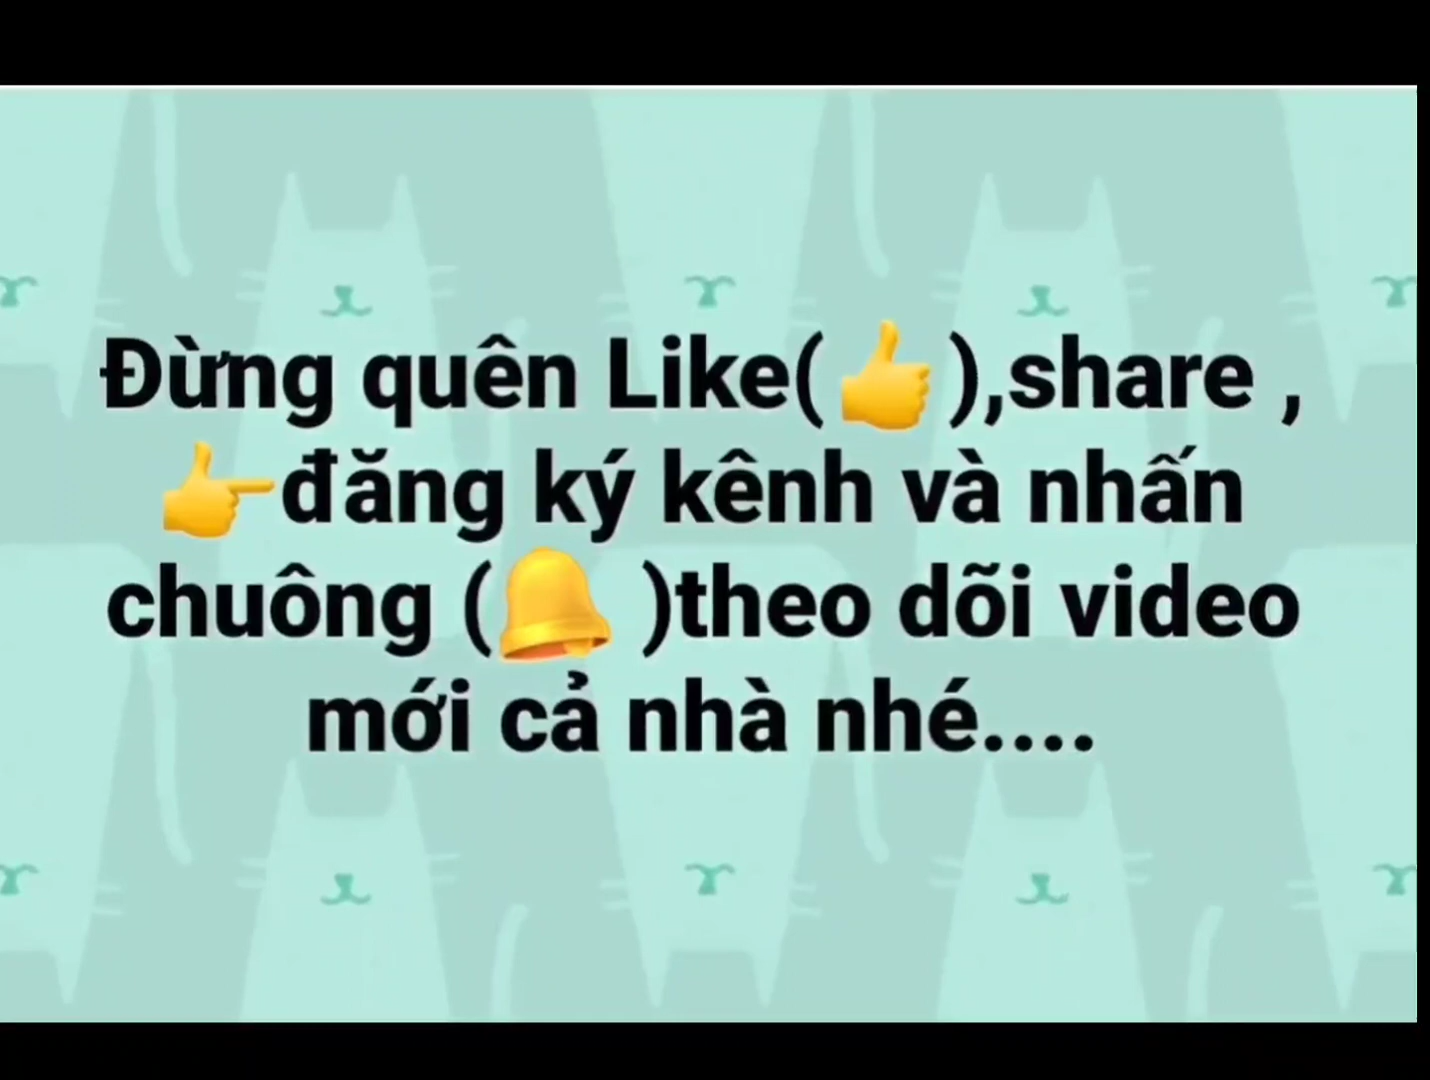 Đừng quên Like(👍),share ,
👉đăng ký kênh và nhấn
chuông (🔔 )theo dõi video
mới cả nhà nhé....